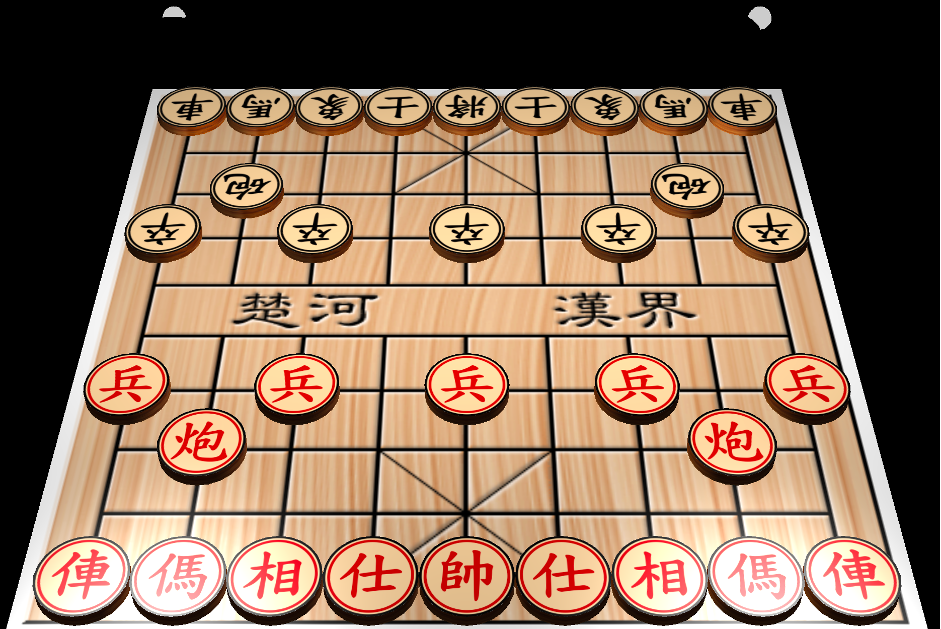 車馬象士將士象馬車
砲砲
卒卒卒卒卒
楚河 漢界
兵兵兵兵兵
炮炮
俥傌相仕帥仕相傌俥